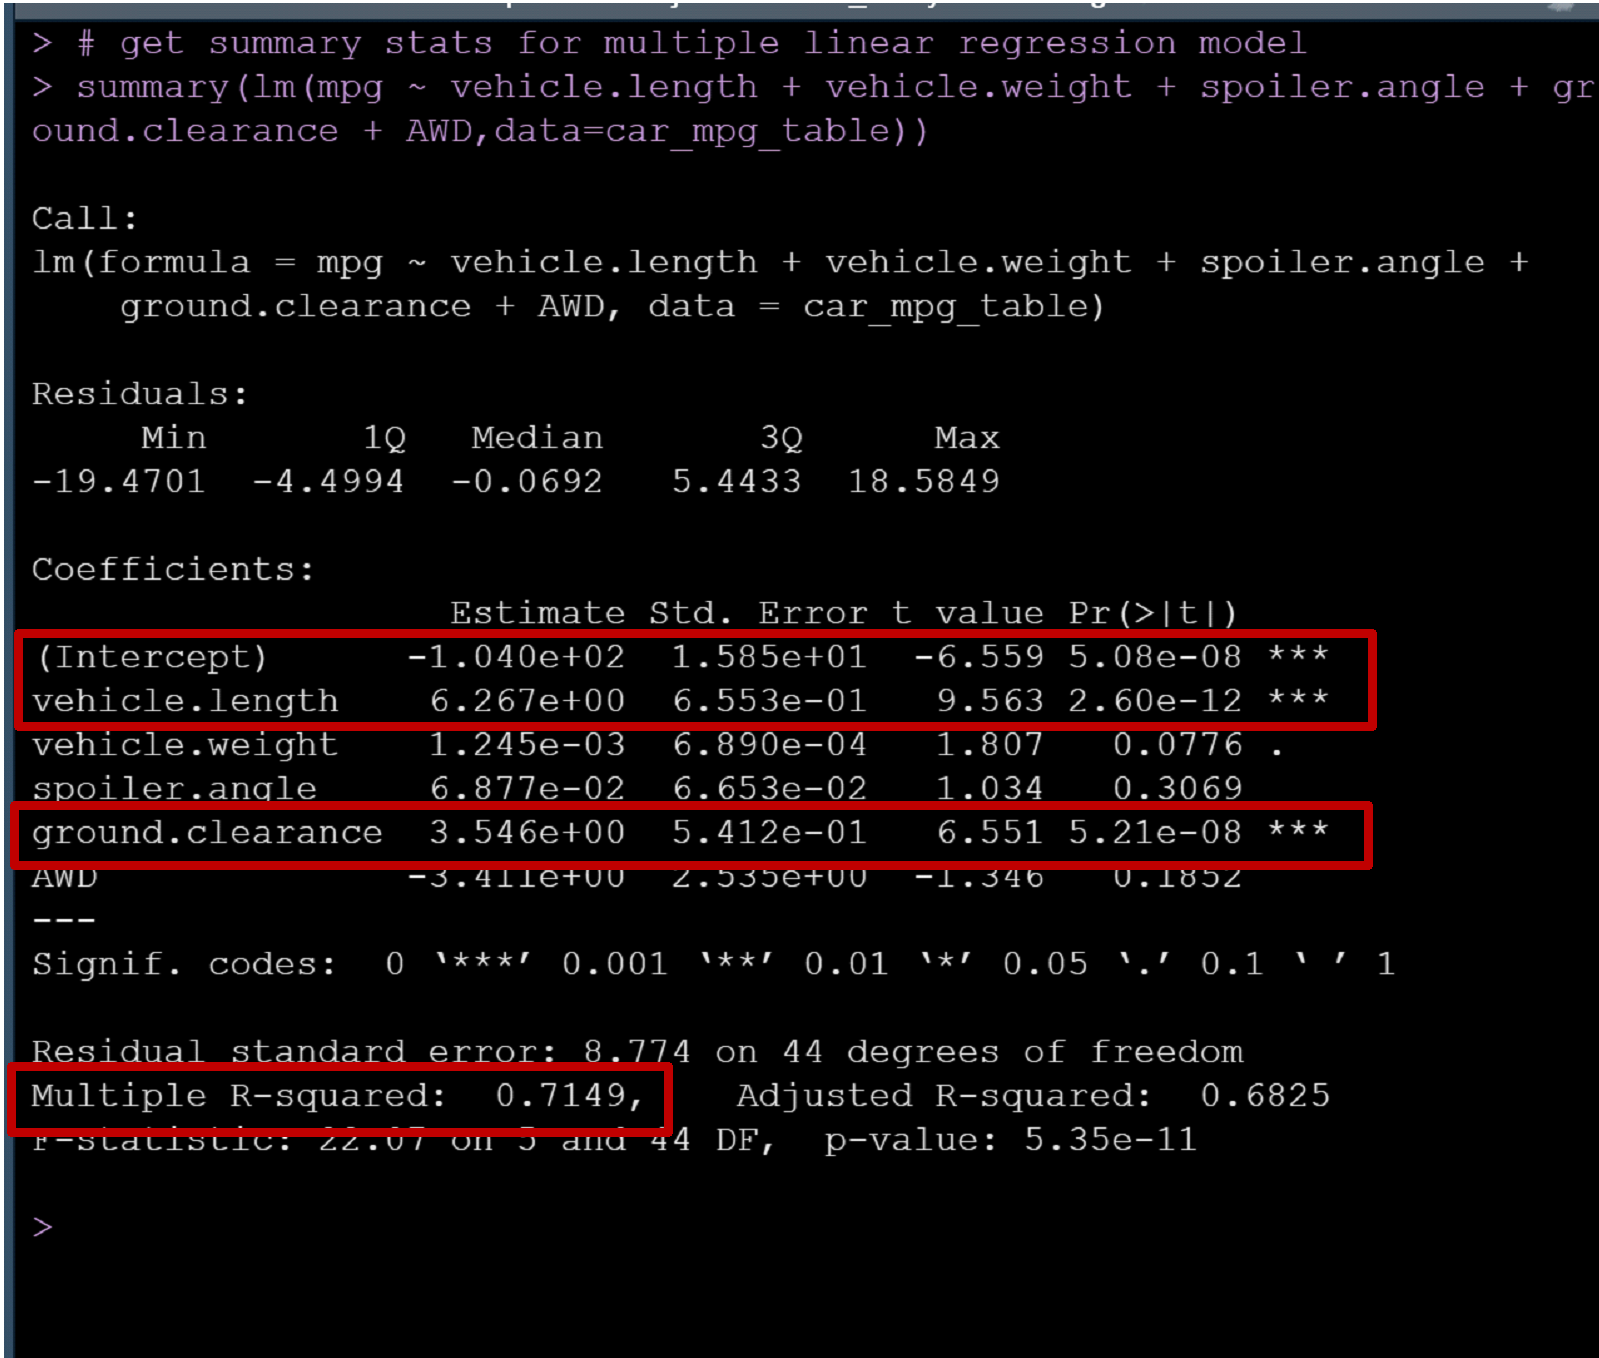 > # get summary stats for multiple linear regression model
> summary(lm(mpg ~ vehicle.length + vehicle.weight + spoiler.angle + gr
ound.clearance + AWD,data=car_mpg_table))
Call:
lm(formula = mpg ~ vehicle.length + vehicle.weight + spoiler.angle +
    ground.clearance + AWD, data = car_mpg_table)
Residuals:
     Min       1Q   Median       3Q      Max
-19.4701  -4.4994  -0.0692   5.4433  18.5849
Coefficients:
                   Estimate Std. Error t value Pr(>|t|)
(Intercept)      -1.040e+02  1.585e+01  -6.559 5.08e-08 ***
vehicle.length    6.267e+00  6.553e-01   9.563 2.60e-12 ***
vehicle.weight    1.245e-03  6.890e-04   1.807   0.0776 .
spoiler.angle     6.877e-02  6.653e-02   1.034   0.3069
ground.clearance  3.546e+00  5.412e-01   6.551 5.21e-08 ***
AWD              -3.411e+00  2.535e+00  -1.346   0.1852
---
Signif. codes:  0 ‘***’ 0.001 ‘**’ 0.01 ‘*’ 0.05 ‘.’ 0.1 ‘ ’ 1
Residual standard error: 8.774 on 44 degrees of freedom
Multiple R-squared:  0.7149,    Adjusted R-squared:  0.6825
F-statistic: 22.07 on 5 and 44 DF,  p-value: 5.35e-11
>